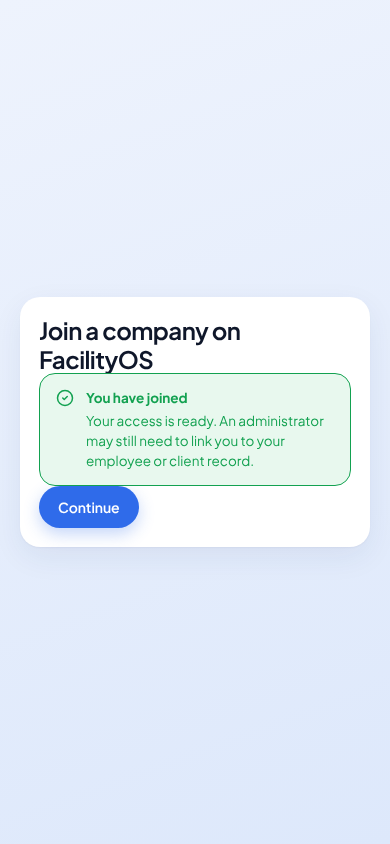 Join a company on
FacilityOS
You have joined
Your access is ready. An administrator
may still need to link you to your
employee or client record.
Continue